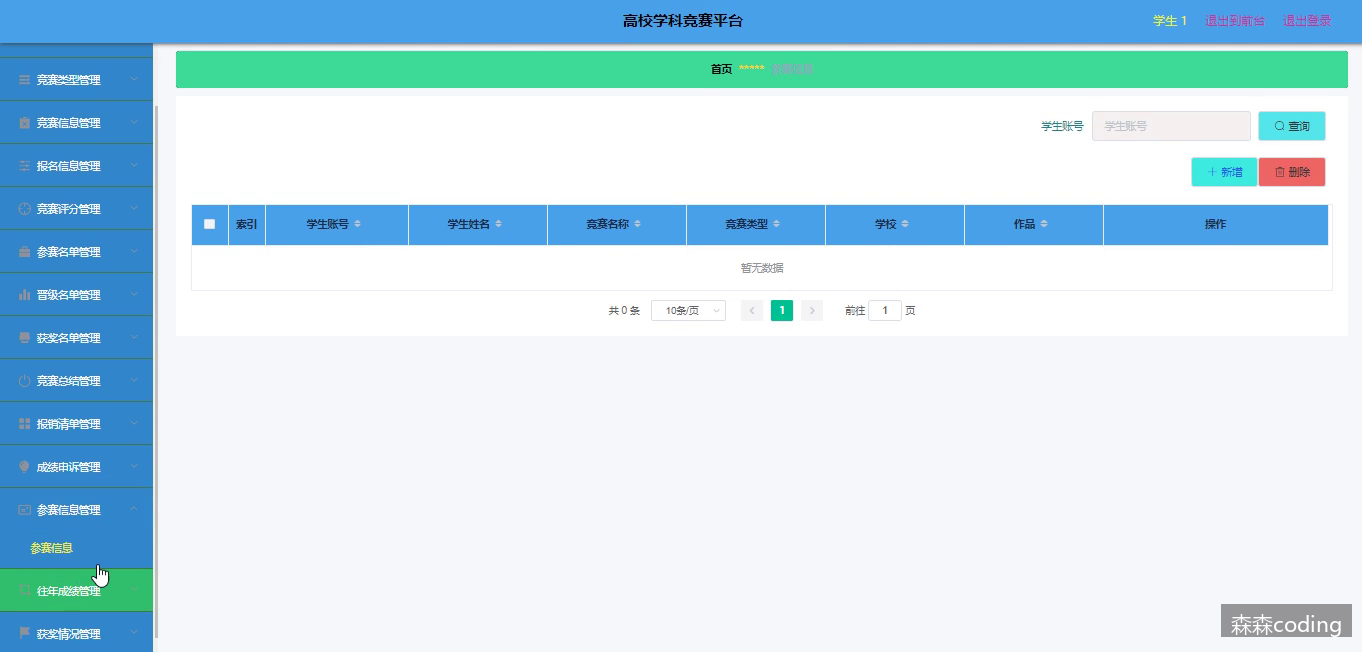 高校学科竞赛平台
学生 1 退出到前台 退出登录
竞赛类型管理
竞赛信息管理
报名信息管理
竞赛评分管理
参赛名单管理
晋级名单管理
获奖名单管理
竞赛总结管理
报销清单管理
成绩申诉管理
参赛信息管理
参赛信息
往年成绩管理
获奖情况管理
首页 *****
学生账号 学生账号 查询
新增 删除
索引 学生账号 学生姓名 竞赛名称 竞赛类型 学校 作品 操作
暂无数据
共 0 条 10条/页 1 前往 1 页
森森coding